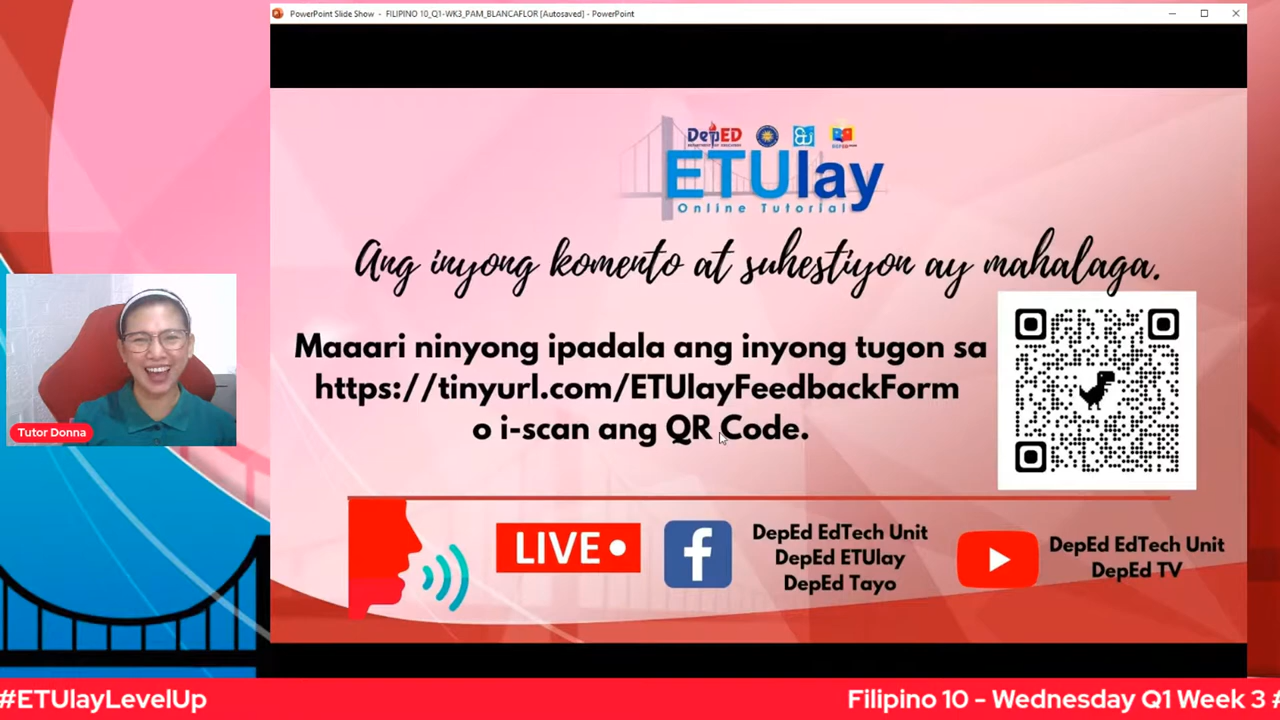 PowerPoint Slide Show - FILIPINO 10_Q1-WK3_PAM_BLANCAFLOR [Autosaved] - PowerPoint
DepED
ETUlay
Online Tutorial
Ang inyong komento at suhestiyon ay mahalaga.
Maaari ninyong ipadala ang inyong tugon sa
https://tinyurl.com/ETUlayFeedbackForm
o i-scan ang QR Code.
Tutor Donna
LIVE
DepEd EdTech Unit
DepEd ETUlay
DepEd Tayo
DepEd EdTech Unit
DepEd TV
#ETUlayLevelUp
Filipino 10 - Wednesday Q1 Week 3 #